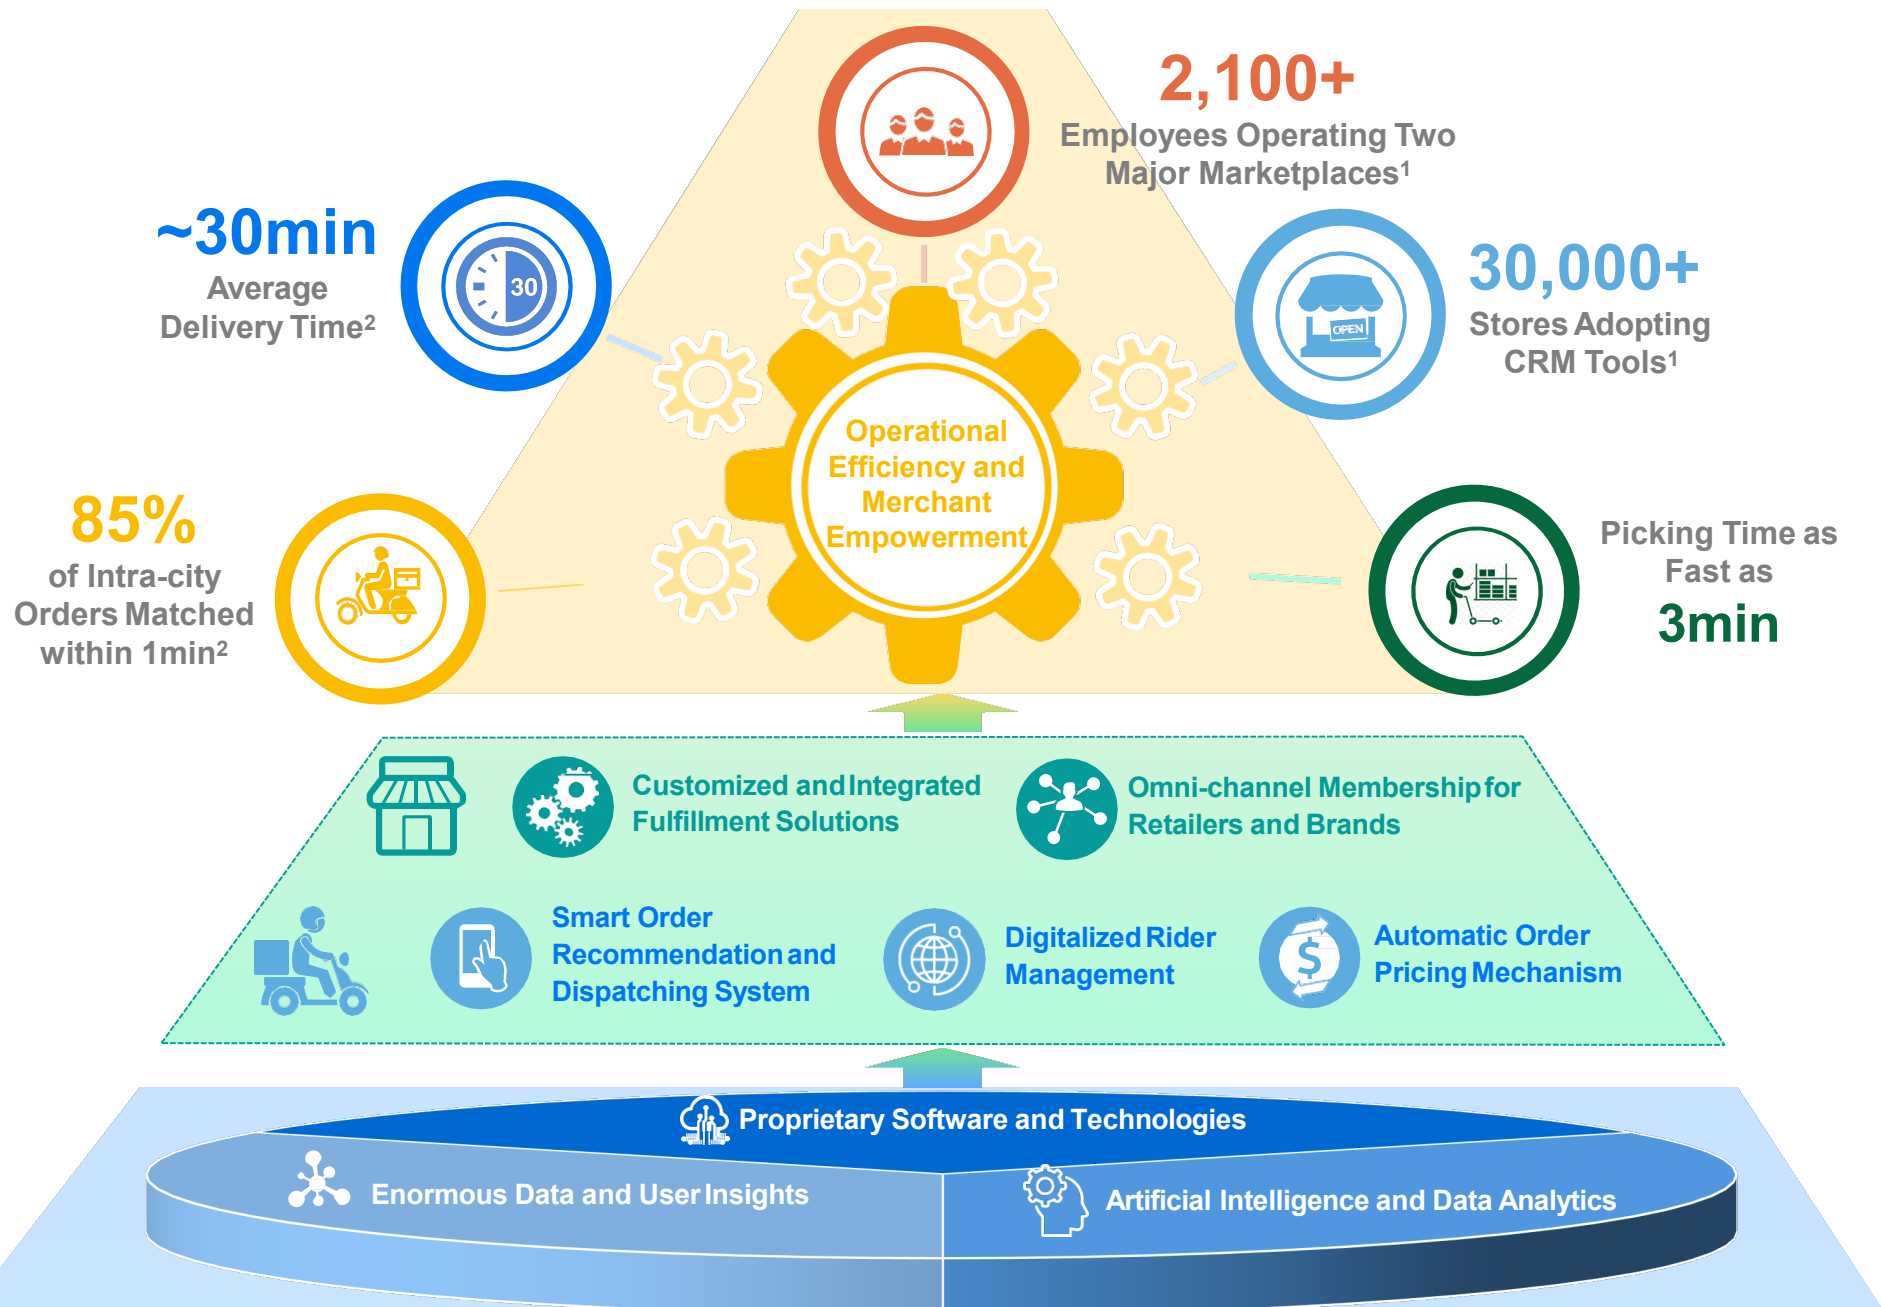 2,100+
Employees Operating Two
Major Marketplaces¹
~30min
Average
Delivery Time²
30
30,000+
Stores Adopting
CRM Tools¹
OPEN
Operational
Efficiency and
Merchant
Empowerment
85%
of Intra-city
Orders Matched
within 1min²
Picking Time as
Fast as
3min
Customized and Integrated
Fulfillment Solutions
Omni-channel Membership for
Retailers and Brands
Smart Order
Recommendation and
Dispatching System
Digitalized Rider
Management
$
Automatic Order
Pricing Mechanism
Proprietary Software and Technologies
Enormous Data and User Insights
Artificial Intelligence and Data Analytics